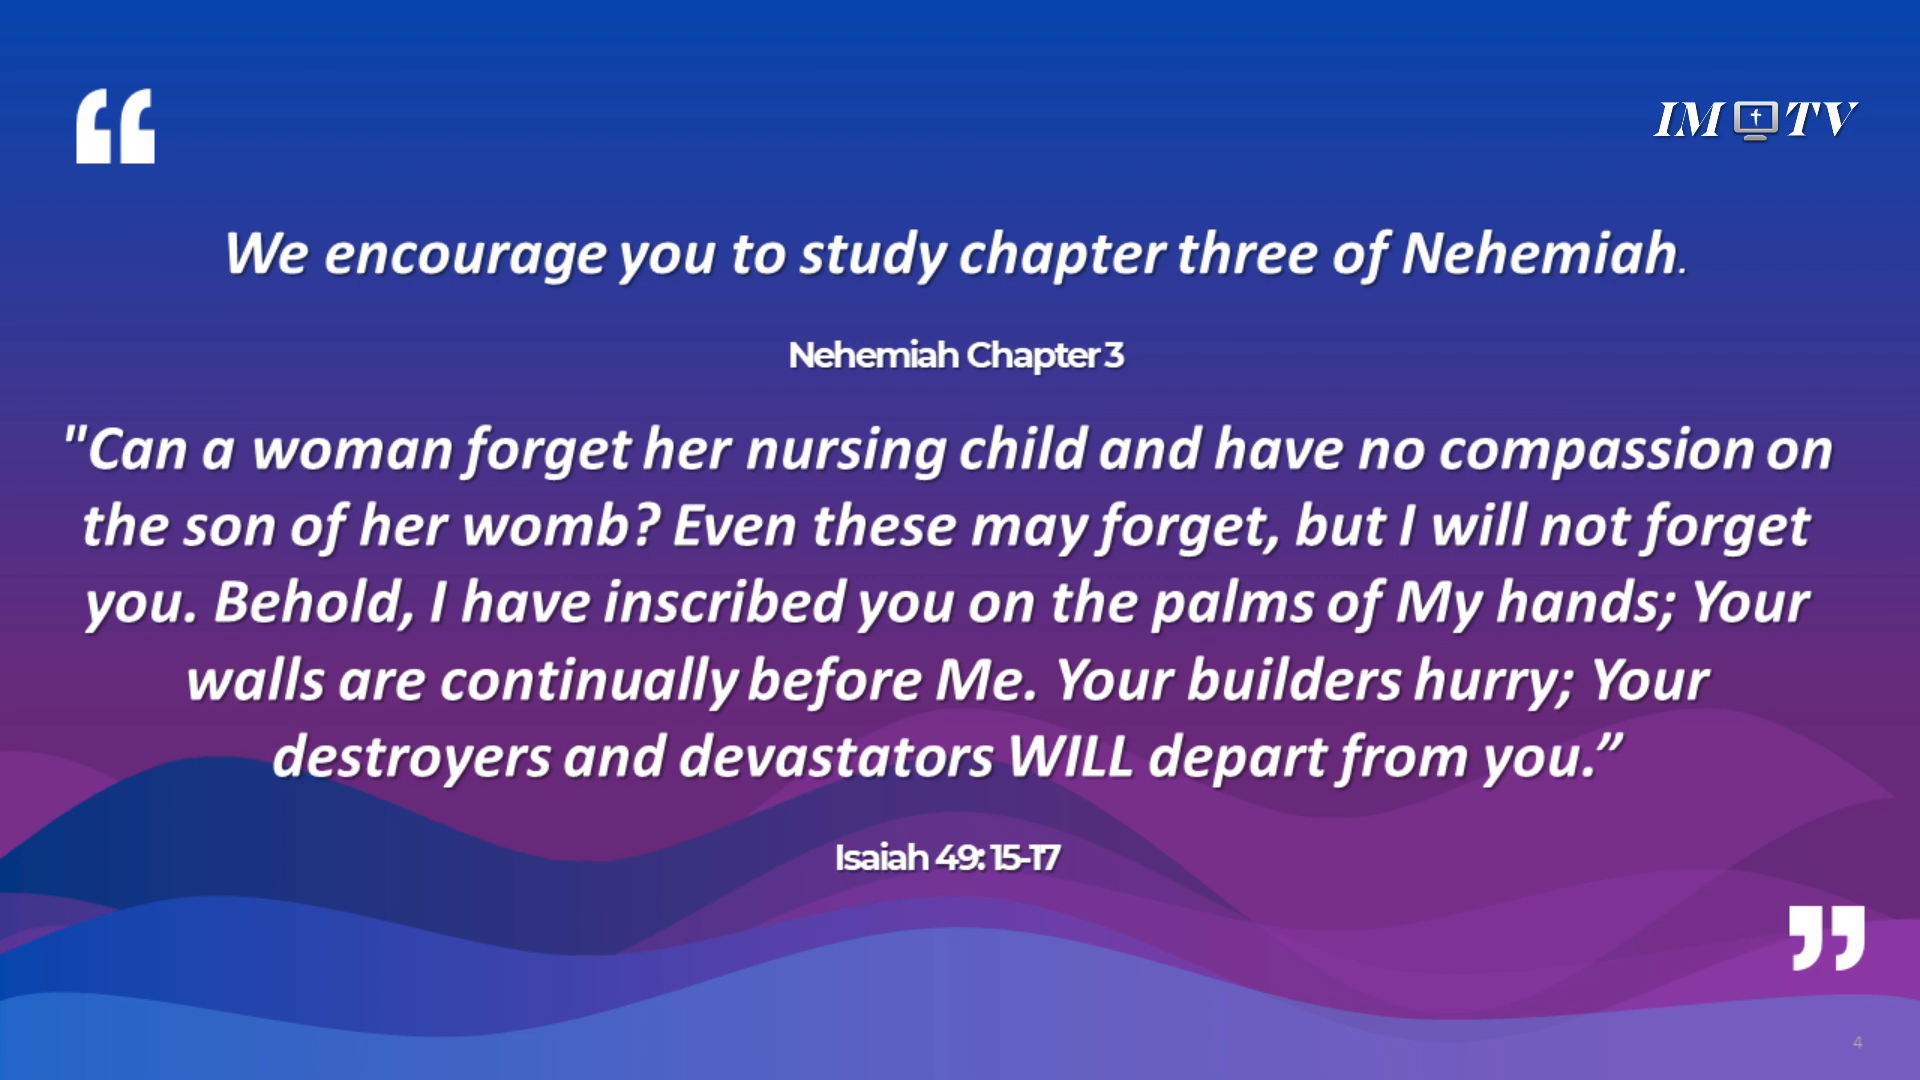 “
IM TV
We encourage you to study chapter three of Nehemiah.
Nehemiah Chapter 3
"Can a woman forget her nursing child and have no compassion on
the son of her womb? Even these may forget, but I will not forget
you. Behold, I have inscribed you on the palms of My hands; Your
walls are continually before Me. Your builders hurry; Your
destroyers and devastators WILL depart from you.”
Isaiah 49: 15-17
”
4